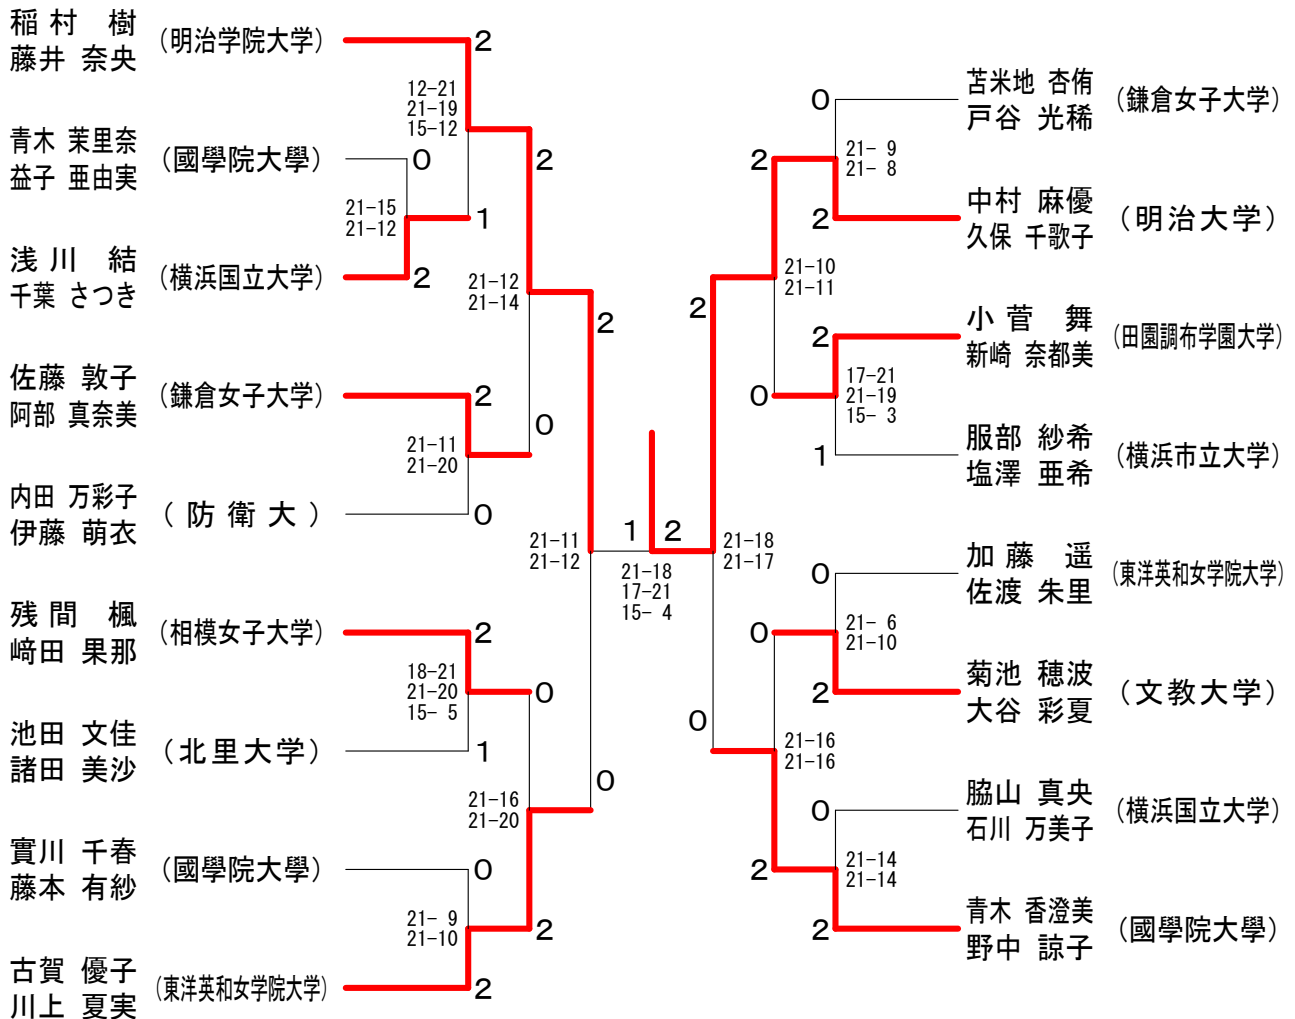 稲村 樹
藤井 奈央
(明治学院大学)
2
12-21
21-19
15-12
青木 茉里奈
益子 亜由実
(國學院大學)
0
21-15
21-12
1
浅川 結
千葉 さつき
(横浜国立大学)
2
2
21-12
21-14
佐藤 敦子
阿部 真奈美
(鎌倉女子大学)
2
21-11
21-20
0
内田 万彩子
伊藤 萌衣
(防衛大)
0
2
21-11
21-12
残間 楓
﨑田 果那
(相模女子大学)
2
18-21
21-20
15- 5
0
池田 文佳
諸田 美沙
(北里大学)
1
21-16
21-20
0
實川 千春
藤本 有紗
(國學院大學)
0
21- 9
21-10
2
古賀 優子
川上 夏実
(東洋英和女学院大学)
2
1
2
21-18
17-21
15- 4
苫米地 杏侑
戸谷 光稀
(鎌倉女子大学)
0
21- 9
21- 8
2
中村 麻優
久保 千歌子
(明治大学)
2
21-10
21-11
2
小菅 舞
新崎 奈都美
(田園調布学園大学)
2
17-21
21-19
15- 3
0
服部 紗希
塩澤 亜希
(横浜市立大学)
1
21-18
21-17
加藤 遥
佐渡 朱里
(東洋英和女学院大学)
0
21- 6
21-10
0
菊池 穂波
大谷 彩夏
(文教大学)
2
0
21-16
21-16
脇山 真央
石川 万美子
(横浜国立大学)
0
21-14
21-14
2
青木 香澄美
野中 諒子
(國學院大學)
2